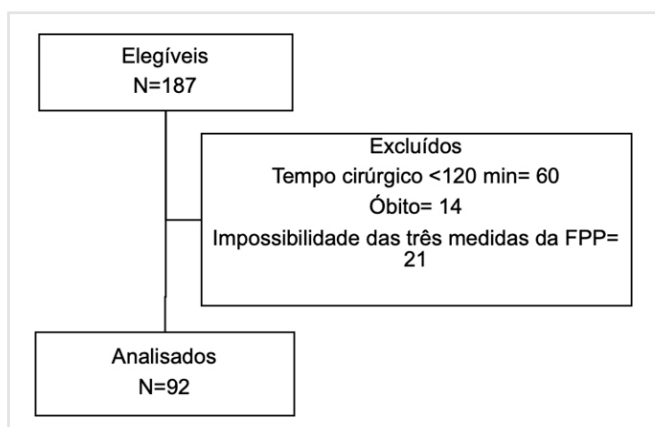 Elegíveis
N=187
Excluídos
Tempo cirúrgico <120 min= 60
Óbito= 14
Impossibilidade das três medidas da FPP=
21
Analisados
N=92